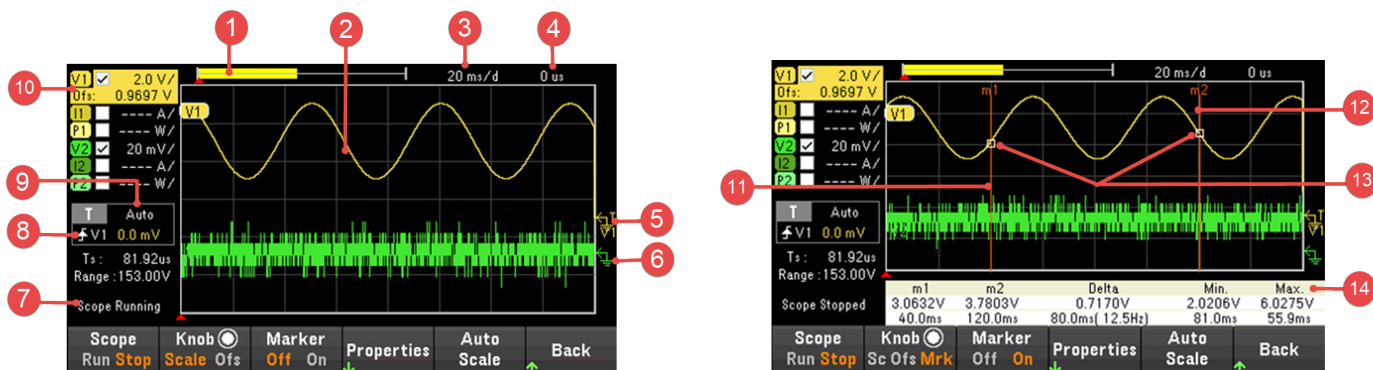 1
2
3
4
V1 2.0 V/ 20 ms/d 0 us
10
Ofs: 0.9697 V
V1
I1 ---- A/
P1 ---- W/
V2 20 mV/
I2 ---- A/
P2 ---- W/
9
T Auto
8
V1 0.0 mV
T
5
6
Ts : 81.92us
Range :153.00V
7
Scope Running
Scope Knob Marker Properties Auto Back
Run Stop Scale Ofs Off On Scale
V1 2.0 V/ 20 ms/d 0 us
Ofs: 0.9697 V m1 m2
12
V1
I1 ---- A/
P1 ---- W/
V2 20 mV/
I2 ---- A/
P2 ---- W/
11
13
T Auto
V1 0.0 mV
T
Ts : 81.92us
Range :153.00V
m1 m2 Delta Min. Max.
14
Scope Stopped 3.0632V 3.7803V 0.7170V 2.0206V 6.0275V
40.0ms 120.0ms 80.0ms( 12.5Hz) 81.0ms 55.9ms
Scope Knob Marker Properties Auto Back
Run Stop Sc Ofs Mrk Off On Scale